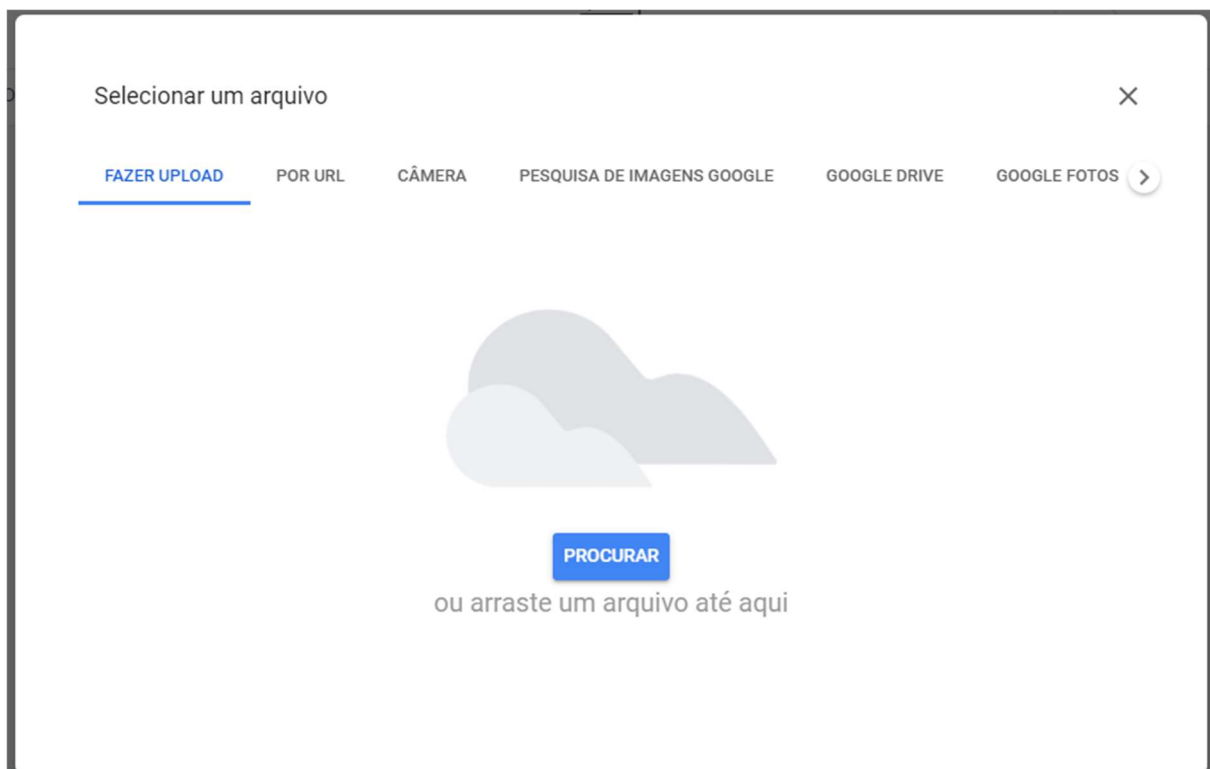 Selecionar um arquivo
FAZER UPLOAD POR URL CÂMERA PESQUISA DE IMAGENS GOOGLE GOOGLE DRIVE GOOGLE FOTOS
PROCURAR
ou arraste um arquivo até aqui